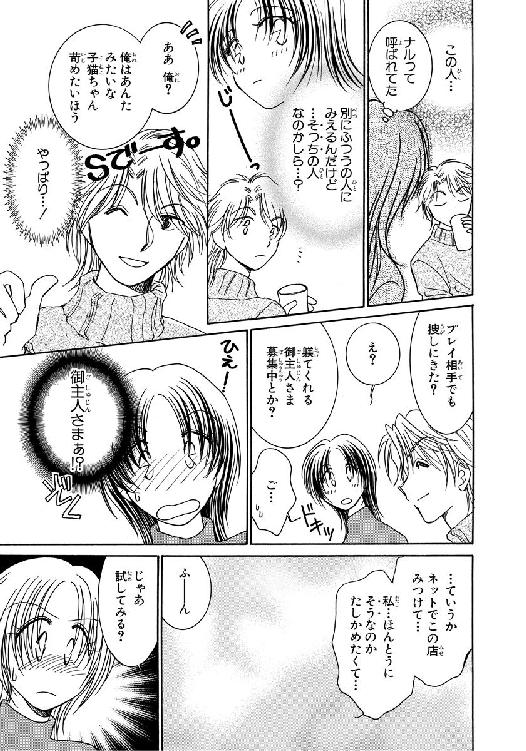 この人…
ナルって
呼ばれてた
別にふつうの人に
みえるんだけど
…そっちの人
なのかしら…？
じーっ
ああ 俺？
俺はあんた
みたいな
子猫ちゃん
苛めたいほう
Sでーす。
やっぱり…！
プレイ相手でも
捜しにきた？
え？
躾てくれる
御主人さま
募集中とか？
ご…
ドキッ
ひえー！
御主人さまぁ！？
…ていうか
ネットでこの店
みつけて…
私…ほんとうに
そうなのか
たしかめたくて…
ふーん
じゃあ
試してみる？